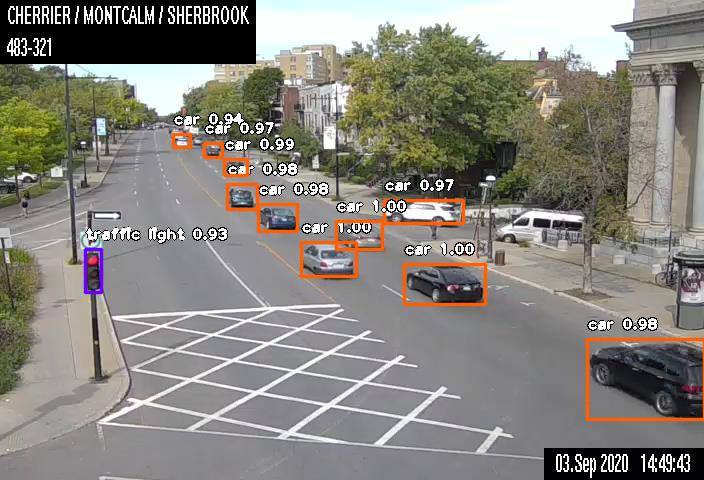 CHERRIER / MONTCALM / SHERBROOK
483-321
car 0.94
car 0.97
car 0.99
car 0.98
car 0.98
car 0.97
car 1.00
car 1.00
car 1.00
traffic light 0.93
car 0.98
03.Sep 2020 14:49:43